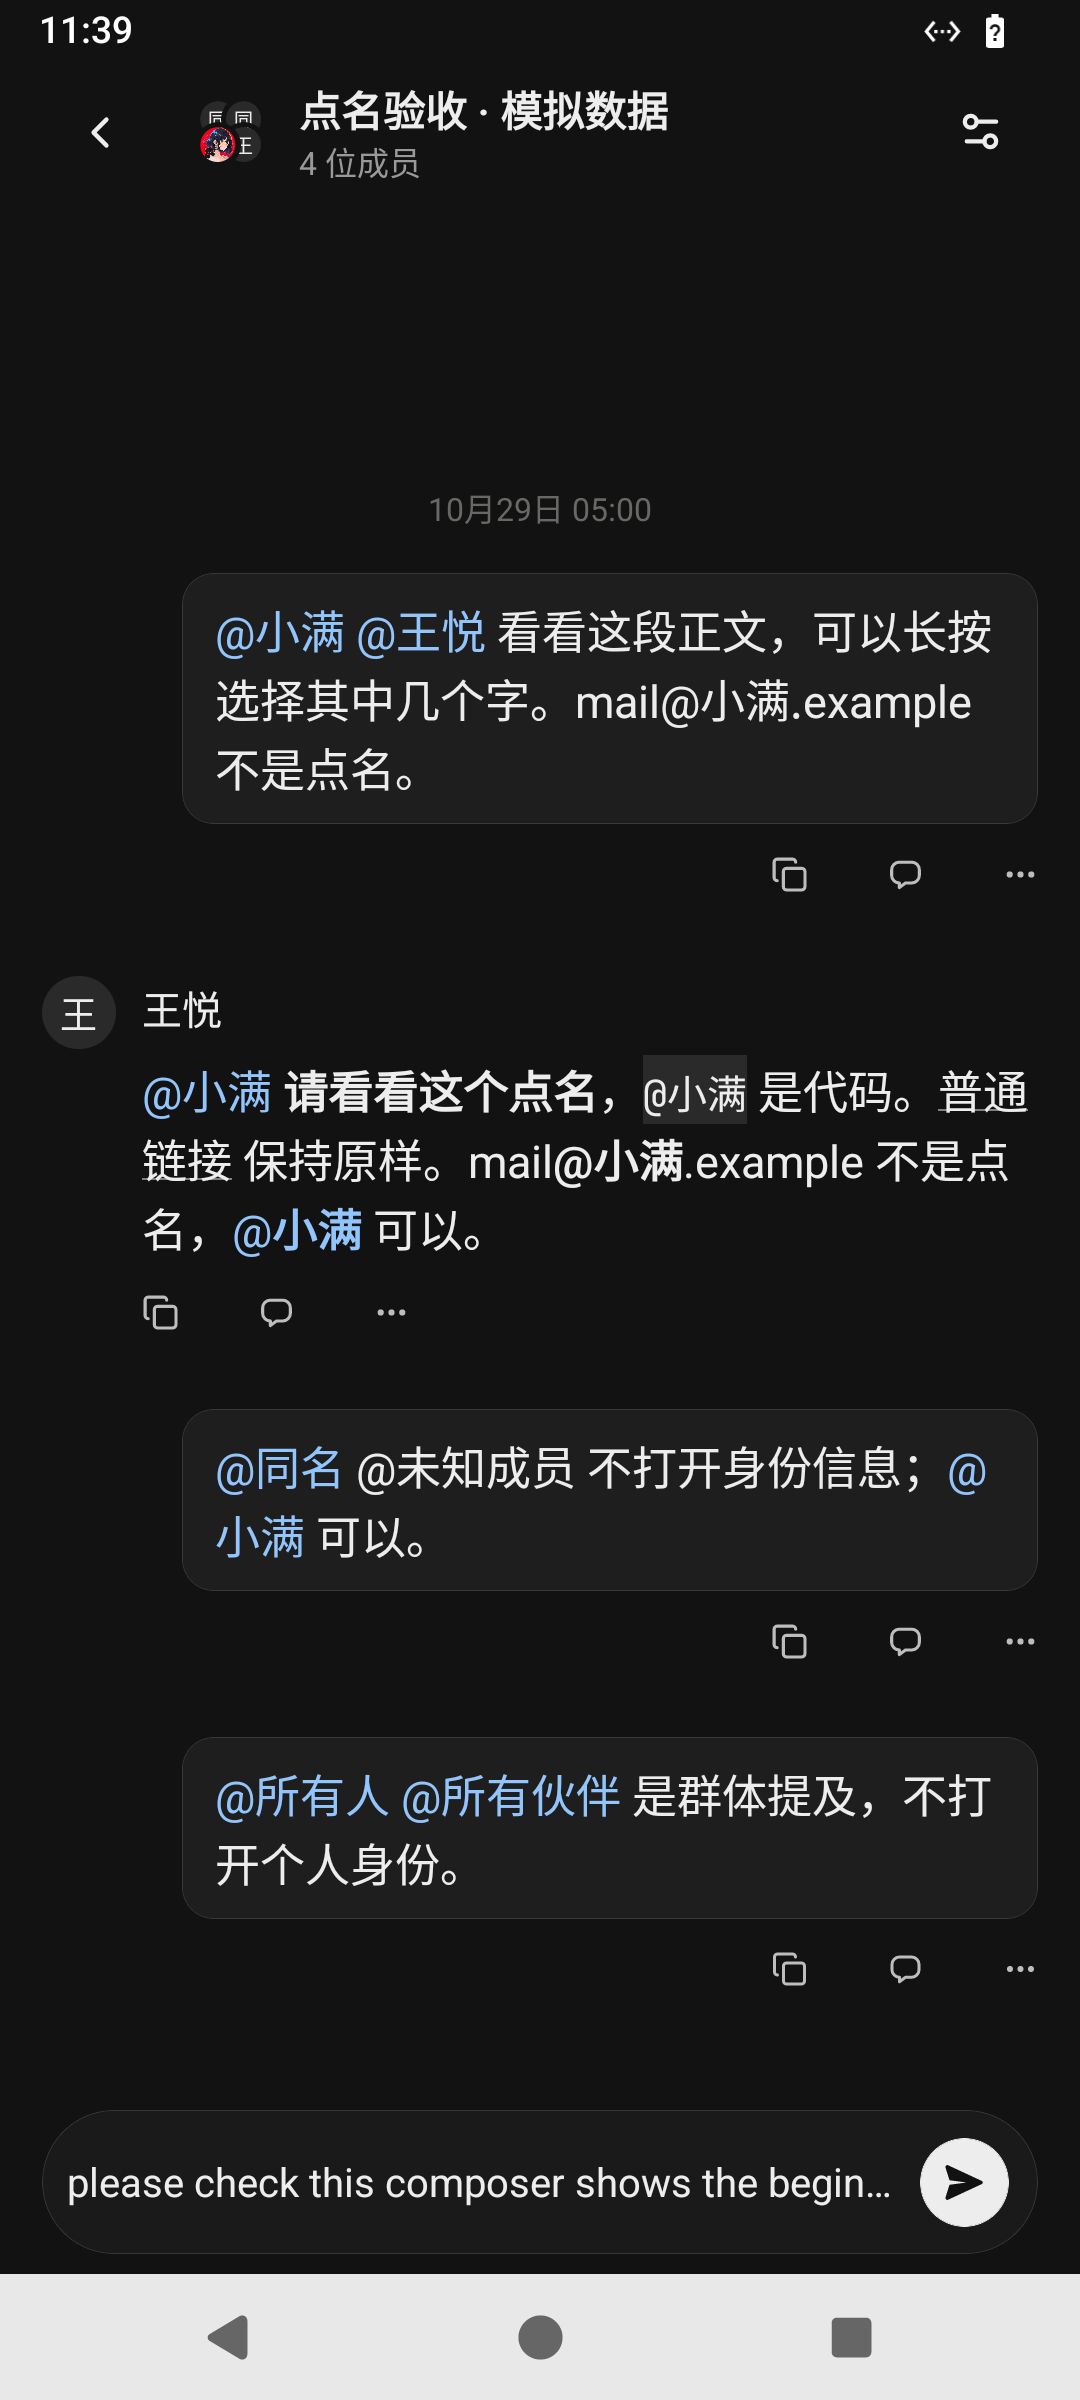 11:39
点名验收 · 模拟数据
4 位成员
王
10月29日 05:00
@小满 @王悦 看看这段正文，可以长按
选择其中几个字。mail@小满.example
不是点名。
王 王悦
@小满 请看看这个点名，@小满 是代码。普通
链接 保持原样。mail@小满.example 不是点
名，@小满 可以。
@同名 @未知成员 不打开身份信息；@
小满 可以。
@所有人 @所有伙伴 是群体提及，不打
开个人身份。
please check this composer shows the begin…